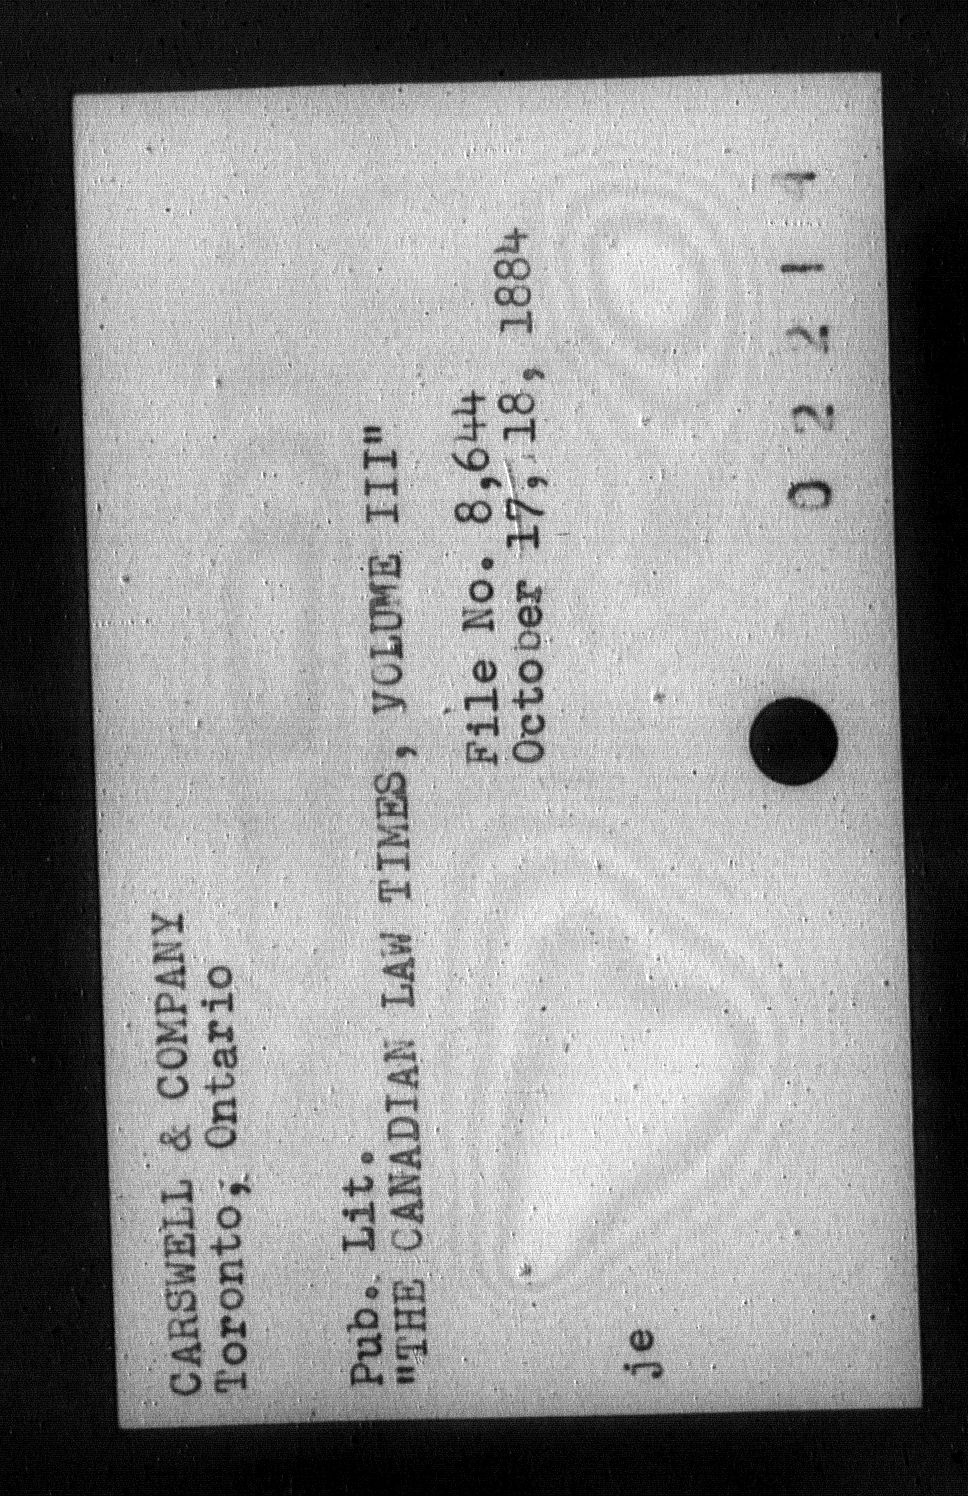 CARSWELL & COMPANY
Toronto, Ontario
Pub. Lit.
"THE CANADIAN LAW TIMES, VOLUME III"
File No. 8,644
October 17, 18, 1884
je
0 2 2 1 1